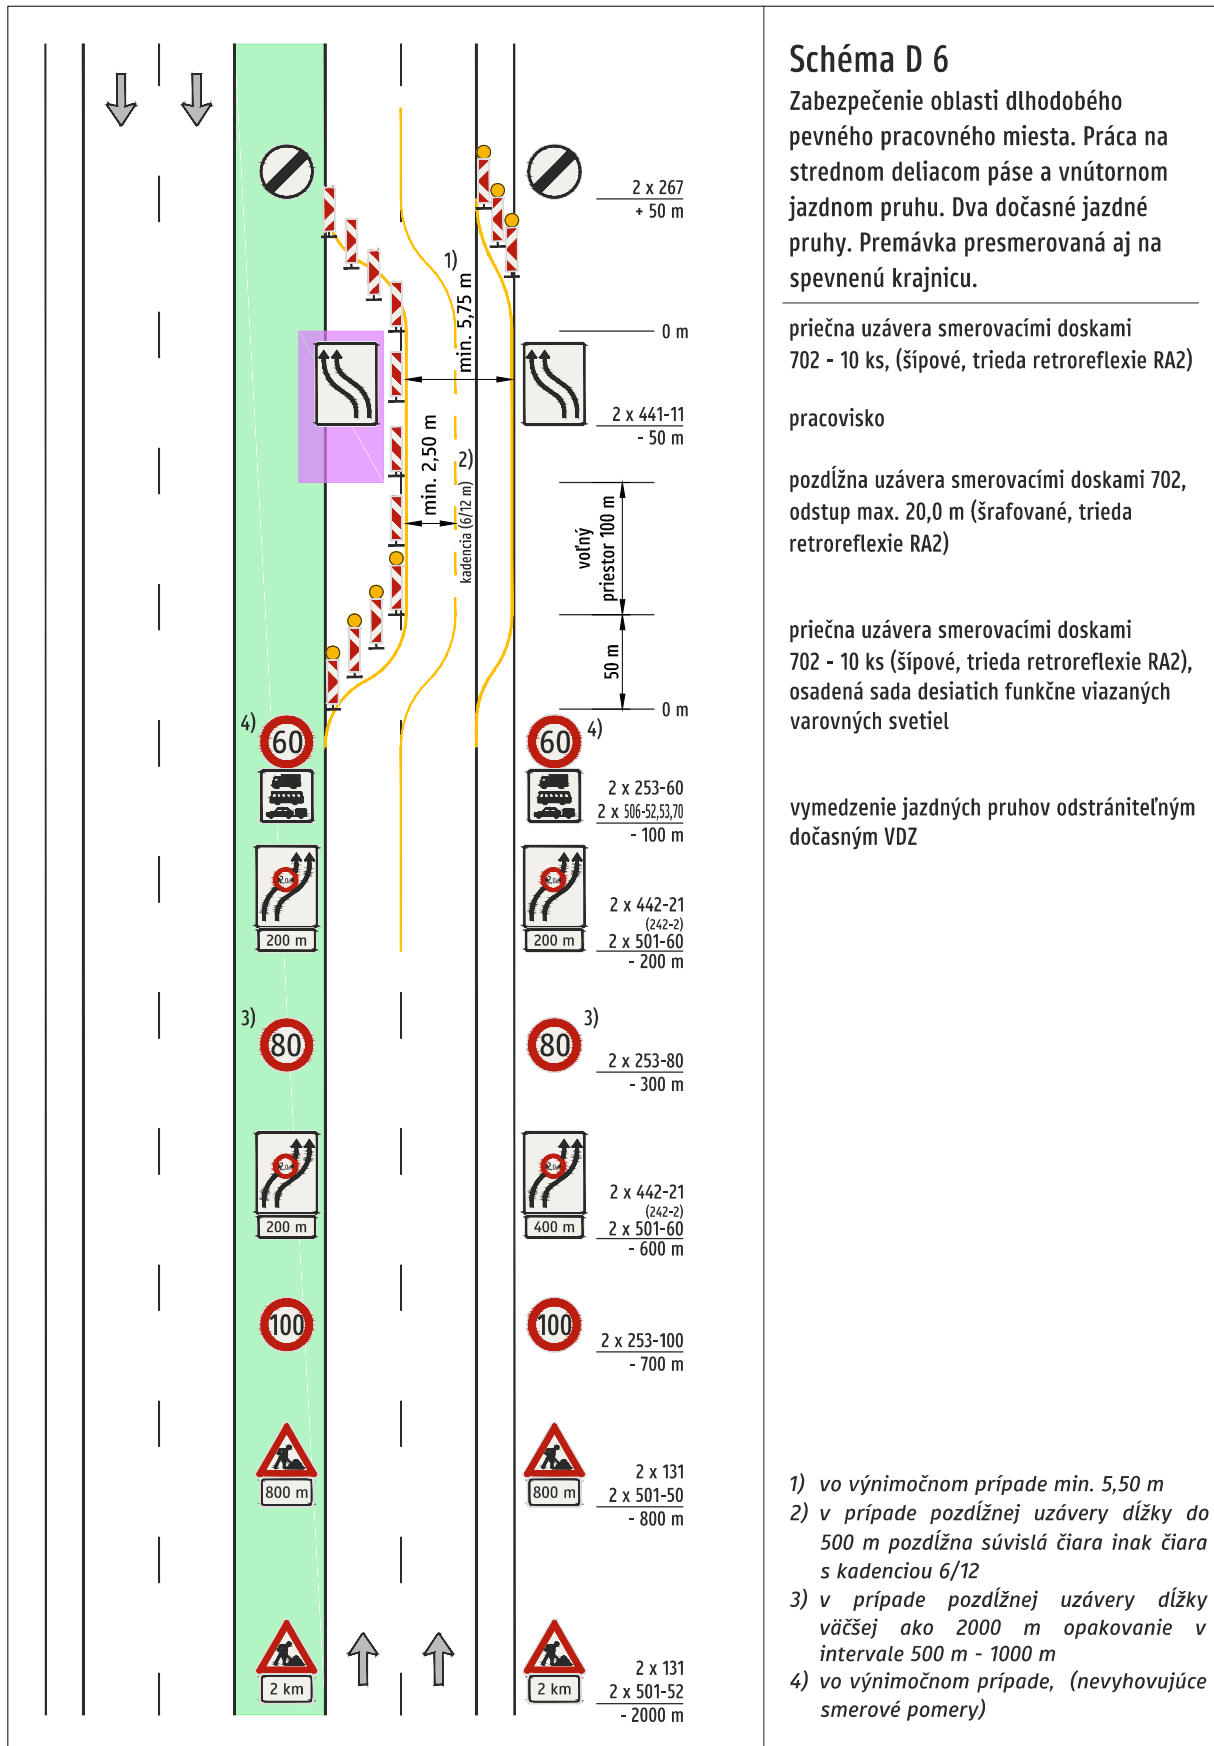 Schéma D 6
Zabezpečenie oblasti dlhodobého
pevného pracovného miesta. Práca na
strednom deliacom páse a vnútornom
jazdnom pruhu. Dva dočasné jazdné
pruhy. Premávka presmerovaná aj na
spevnenú krajnicu.
2 x 267
+ 50 m
1)
min. 5,75 m
0 m
priečna uzávera smerovacími doskami
702 - 10 ks, (šípové, trieda retroreflexie RA2)
2 x 441-11
- 50 m
pracovisko
min. 2,50 m
2)
kadencia (6/12 m)
voľný
priestor 100 m
pozdĺžna uzávera smerovacími doskami 702,
odstup max. 20,0 m (šrafované, trieda
retroreflexie RA2)
50 m
0 m
priečna uzávera smerovacími doskami
702 - 10 ks (šípové, trieda retroreflexie RA2),
osadená sada desiatich funkčne viazaných
varovných svetiel
4)
60
60
4)
2 x 253-60
2 x 506-52,53,70
- 100 m
vymedzenie jazdných pruhov odstrániteľným
dočasným VDZ
2,0m
200 m
2,0m
200 m
2 x 442-21
(242-2)
2 x 501-60
- 200 m
3)
80
80
3)
2 x 253-80
- 300 m
2,0m
200 m
2,0m
400 m
2 x 442-21
(242-2)
2 x 501-60
- 600 m
100
100
2 x 253-100
- 700 m
800 m
800 m
2 x 131
2 x 501-50
- 800 m
2 km
2 km
2 x 131
2 x 501-52
- 2000 m
1) vo výnimočnom prípade min. 5,50 m
2) v prípade pozdĺžnej uzávery dĺžky do
500 m pozdĺžna súvislá čiara inak čiara
s kadenciou 6/12
3) v prípade pozdĺžnej uzávery dĺžky
väčšej ako 2000 m opakovanie v
intervale 500 m - 1000 m
4) vo výnimočnom prípade, (nevyhovujúce
smerové pomery)